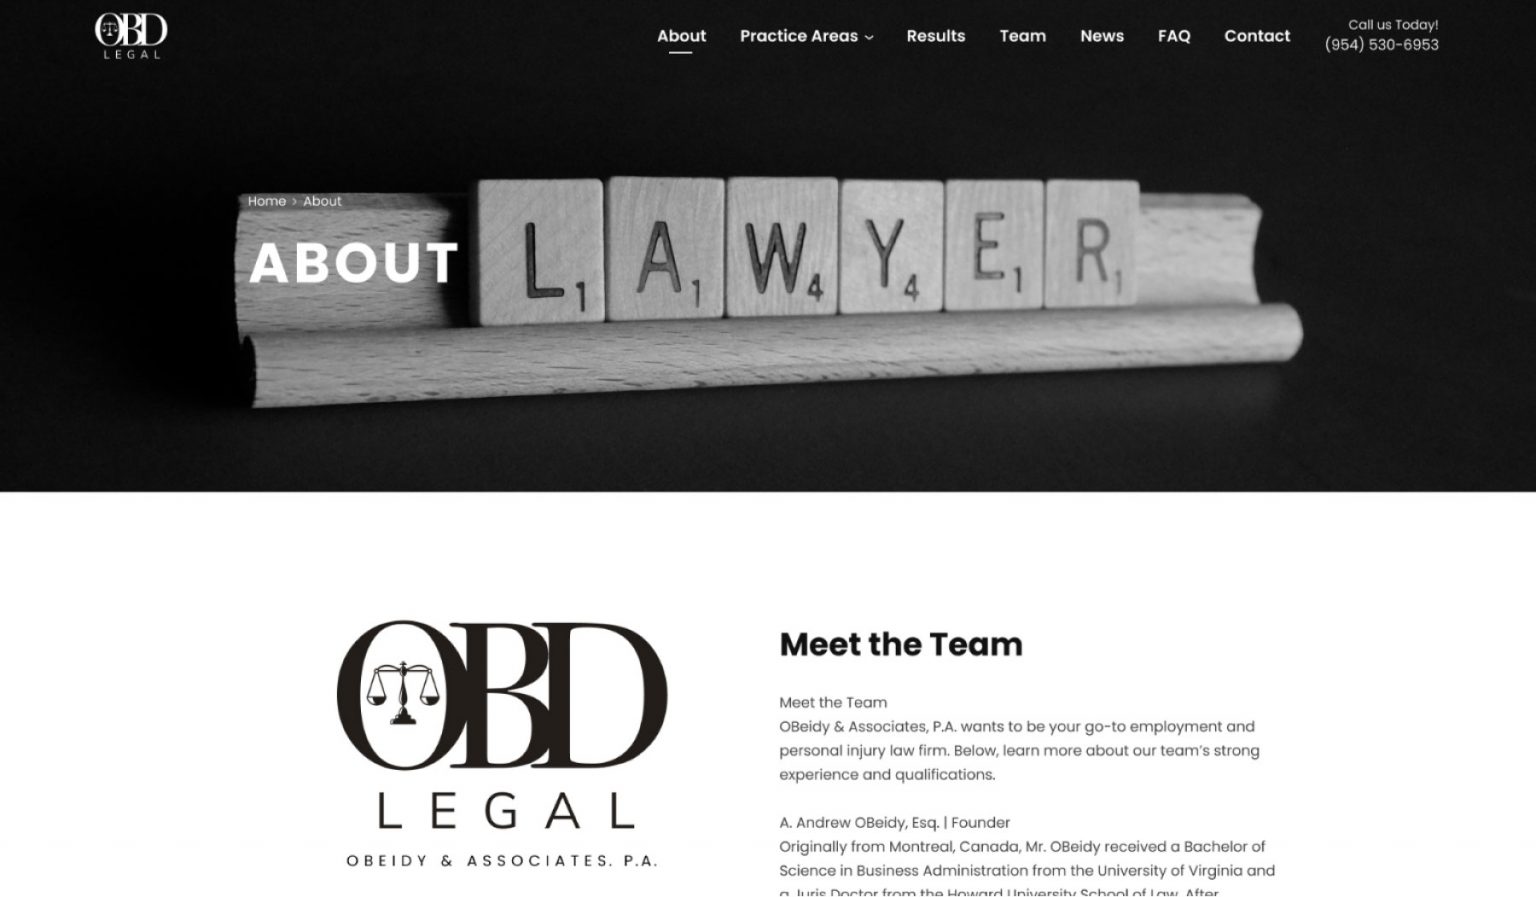 OBD
LEGAL
About
Practice Areas
Results
Team
News
FAQ
Contact
Call us Today!
(954) 530-6953
Home > About
ABOUT
L1 A1 W4 Y4 E1 R1
OBD
LEGAL
OBEIDY & ASSOCIATES. P.A.
Meet the Team
Meet the Team
OBeidy & Associates, P.A. wants to be your go-to employment and
personal injury law firm. Below, learn more about our team's strong
experience and qualifications.
A. Andrew OBeidy, Esq. | Founder
Originally from Montreal, Canada, Mr. OBeidy received a Bachelor of
Science in Business Administration from the University of Virginia and
a Juris Doctor from the Howard University School of Law. After